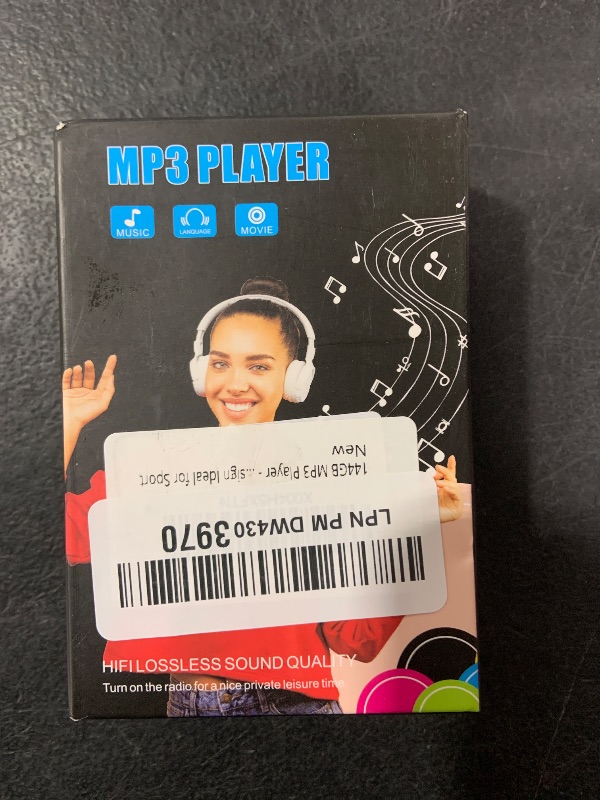 MP3 PLAYER
MUSIC
LANGUAGE
MOVIE
LPN PM DW430 3970
144GB MP3 Player - ...sign Ideal for Sport
New
HIFI LOSSLESS SOUND QUALITY
Turn on the radio for a nice private leisure time